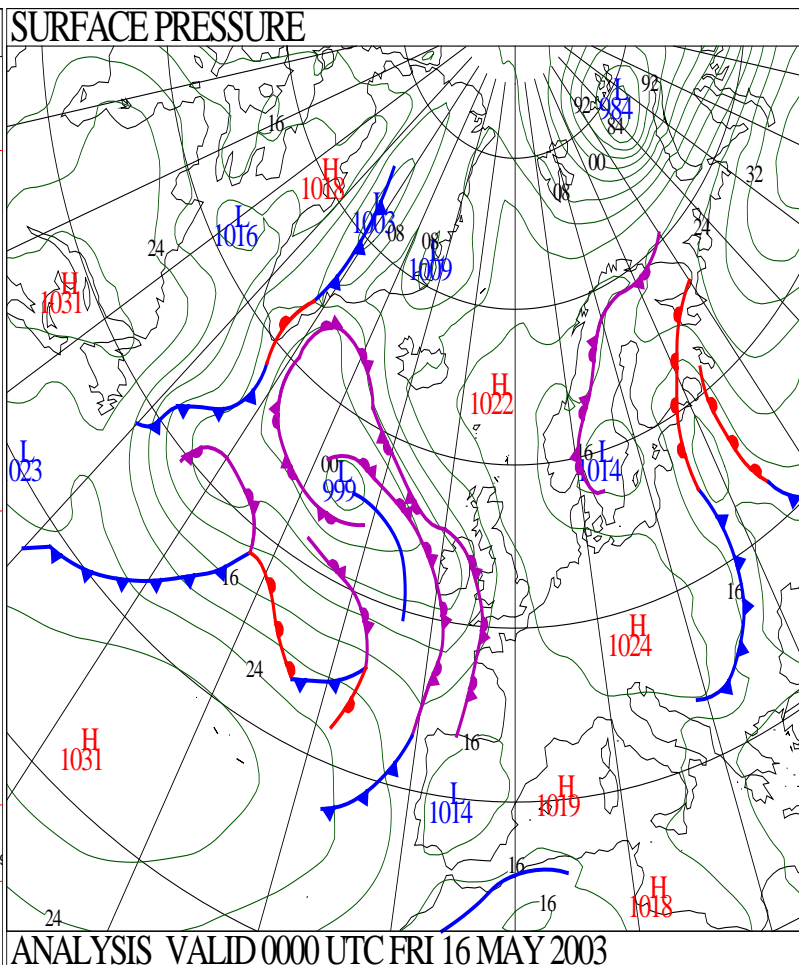 SURFACE PRESSURE
L
984
92
92
84
00
16
H
1018
32
08
L
1003
L
1016
24
08
08
L
1009
24
H
1031
H
1022
L
023
00
L
999
16
L
1014
16
16
H
1024
24
H
1031
16
L
1014
H
1019
16
16
H
1018
24
ANALYSIS VALID 0000 UTC FRI 16 MAY 2003